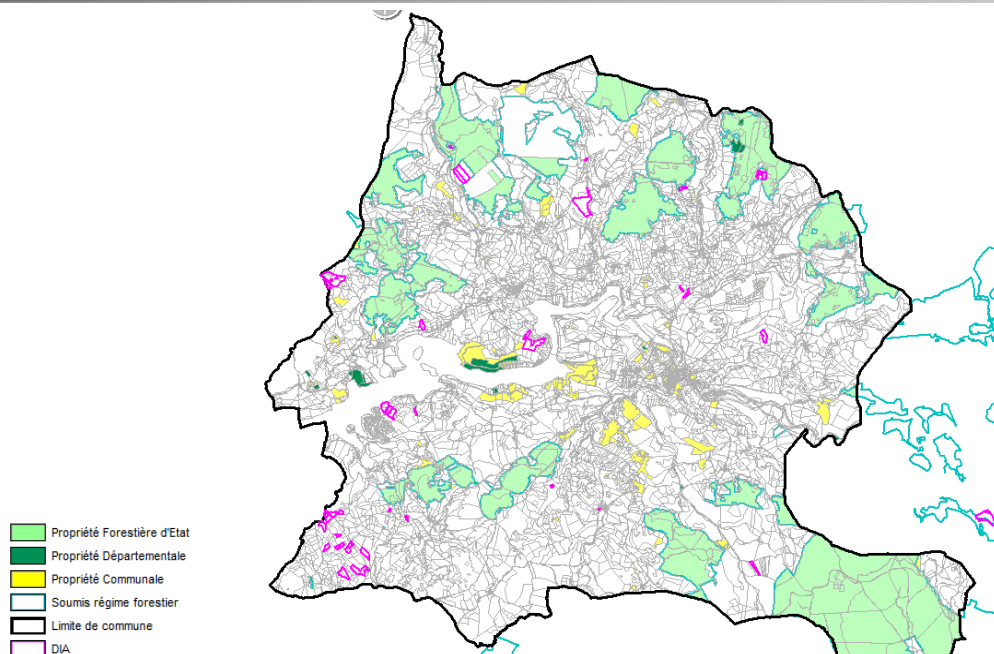 Propriété Forestière d'Etat
Propriété Départementale
Propriété Communale
Soumis régime forestier
Limite de commune
DIA